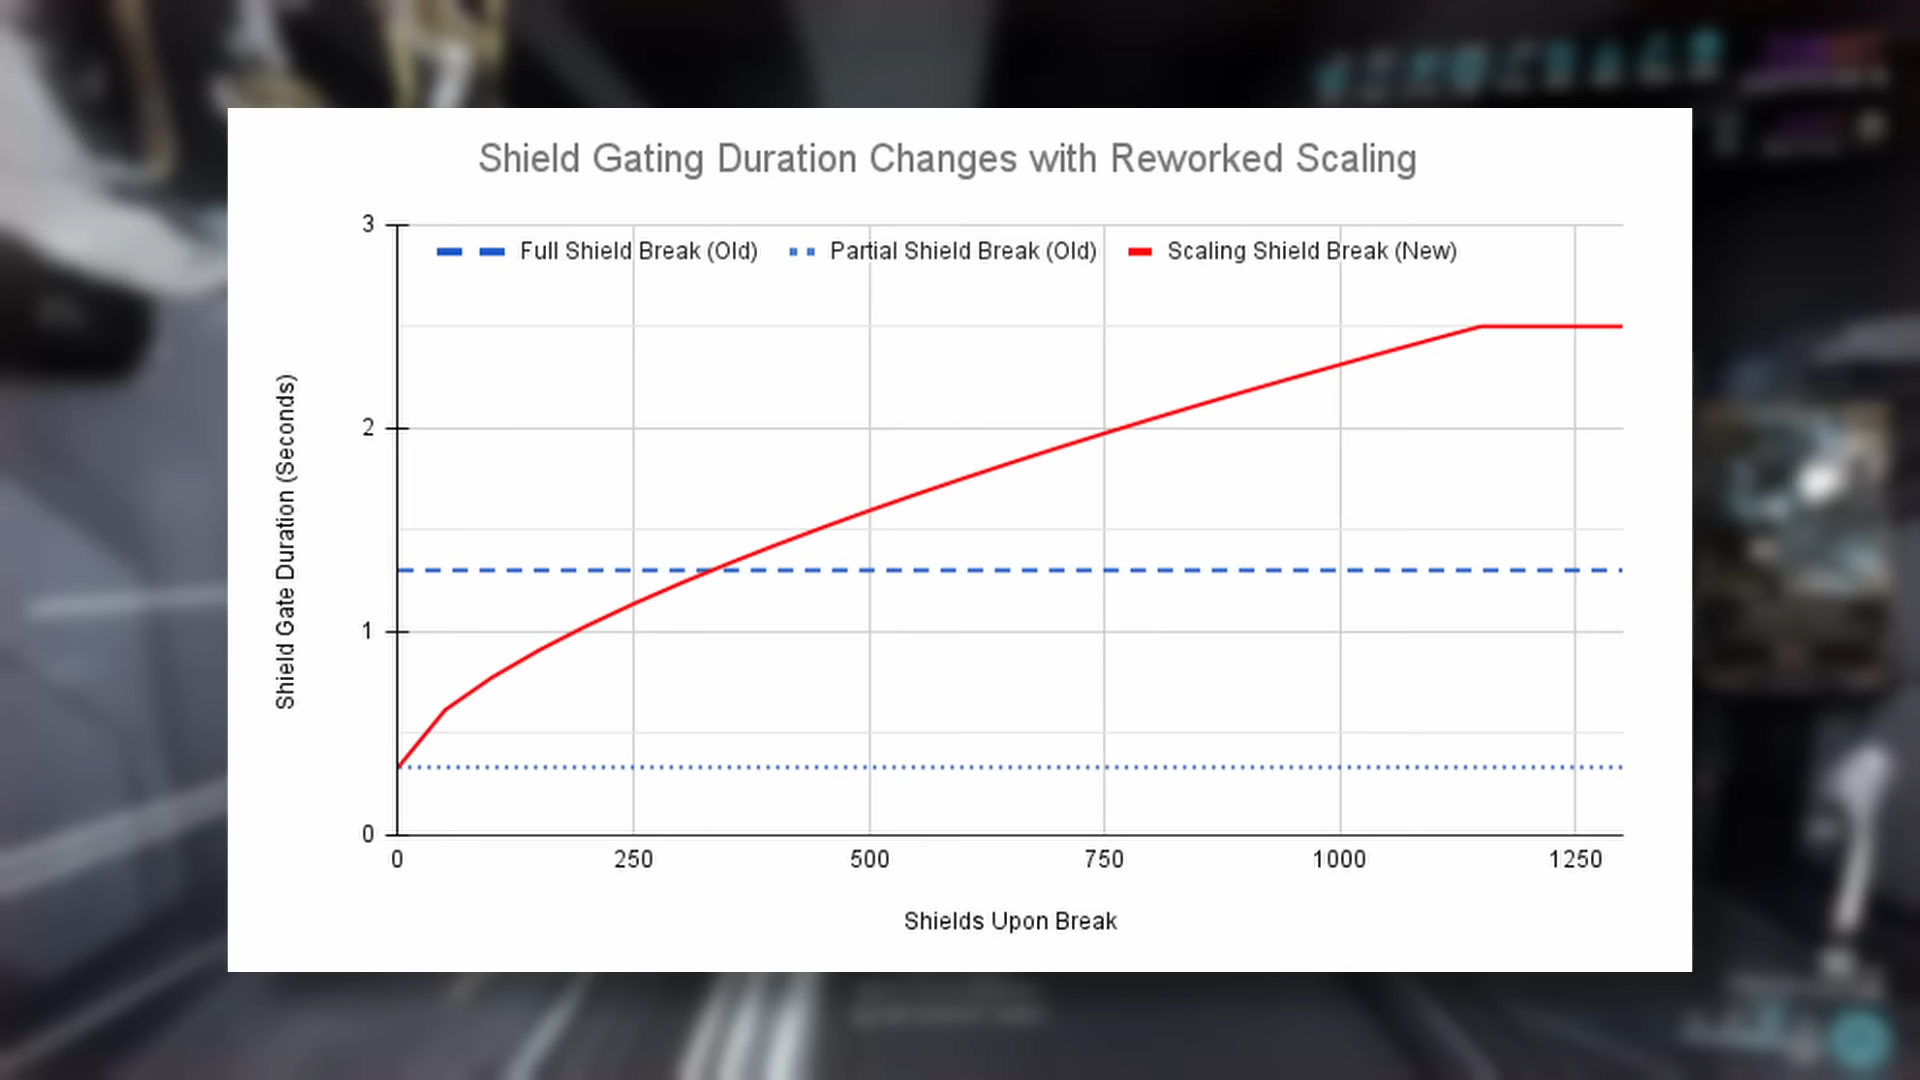 Shield Gating Duration Changes with Reworked Scaling
Full Shield Break (Old) Partial Shield Break (Old) Scaling Shield Break (New)
3
2
1
0
Shield Gate Duration (Seconds)
0 250 500 750 1000 1250
Shields Upon Break